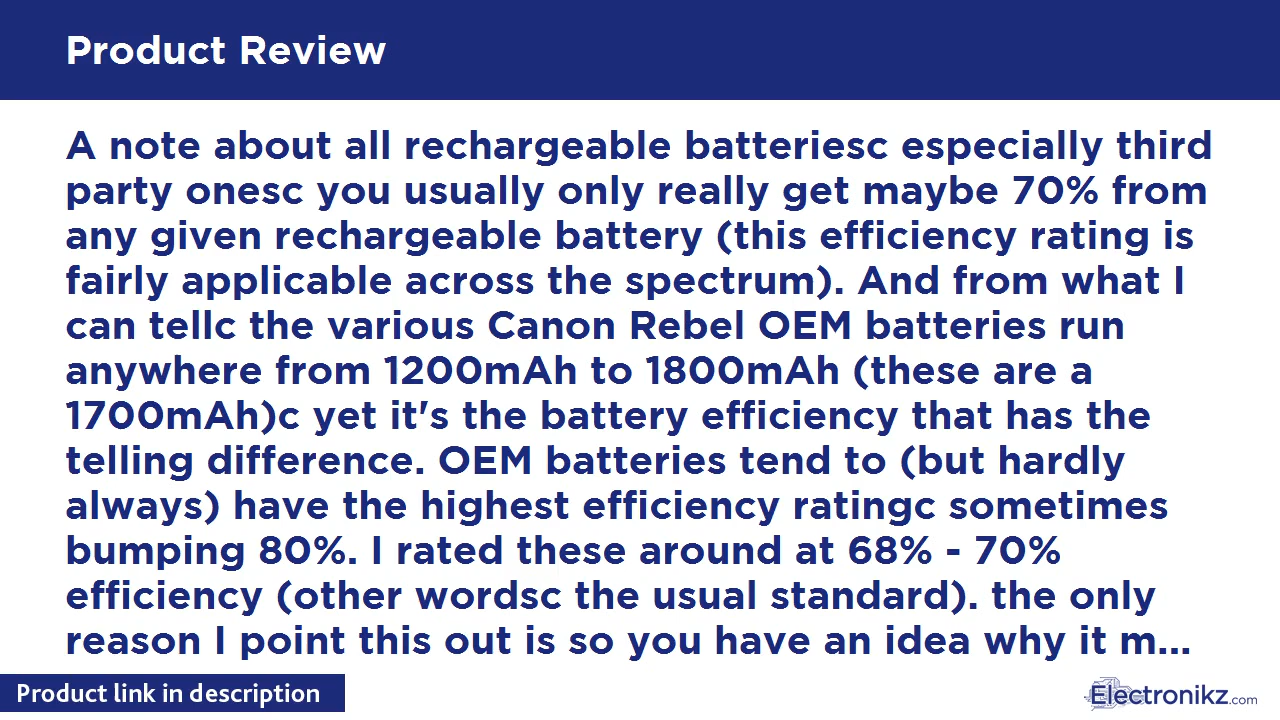 Product Review
A note about all rechargeable batteriesc especially third
party onesc you usually only really get maybe 70% from
any given rechargeable battery (this efficiency rating is
fairly applicable across the spectrum). And from what I
can tellc the various Canon Rebel OEM batteries run
anywhere from 1200mAh to 1800mAh (these are a
1700mAh)c yet it's the battery efficiency that has the
telling difference. OEM batteries tend to (but hardly
always) have the highest efficiency ratingc sometimes
bumping 80%. I rated these around at 68% - 70%
efficiency (other wordsc the usual standard). the only
reason I point this out is so you have an idea why it m...
Product link in description
Electronikz.com